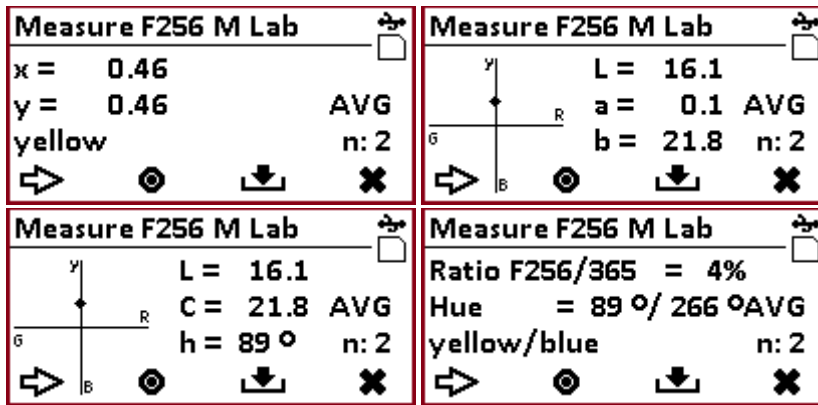 Measure F256 M Lab
x = 0.46
y = 0.46 AVG
yellow n: 2
Measure F256 M Lab
y L = 16.1
R a = 0.1 AVG
G b = 21.8 n: 2
B
Measure F256 M Lab
y L = 16.1
R C = 21.8 AVG
G h = 89 º n: 2
B
Measure F256 M Lab
Ratio F256/365 = 4%
Hue = 89 º/ 266 ºAVG
yellow/blue n: 2